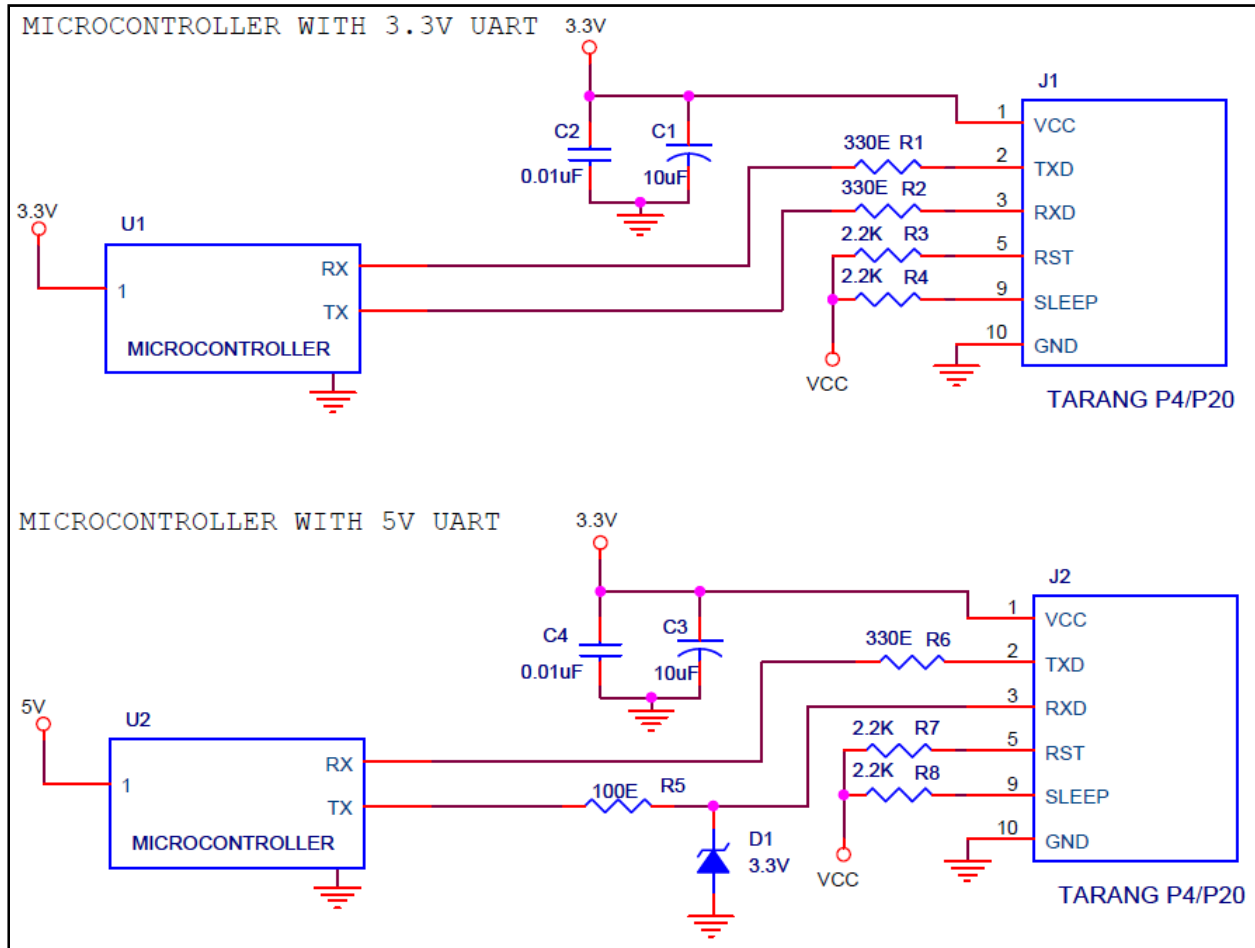 MICROCONTROLLER WITH 3.3V UART
3.3V
J1
C2
0.01uF
C1
10uF
330E R1
330E R2
2.2K R3
2.2K R4
VCC
1 VCC
2 TXD
3 RXD
5 RST
9 SLEEP
10 GND
TARANG P4/P20
3.3V
U1
1
RX
TX
MICROCONTROLLER
MICROCONTROLLER WITH 5V UART
3.3V
J2
C4
0.01uF
C3
10uF
330E R6
2.2K R7
2.2K R8
VCC
1 VCC
2 TXD
3 RXD
5 RST
9 SLEEP
10 GND
TARANG P4/P20
5V
U2
1
RX
TX
MICROCONTROLLER
100E R5
D1
3.3V